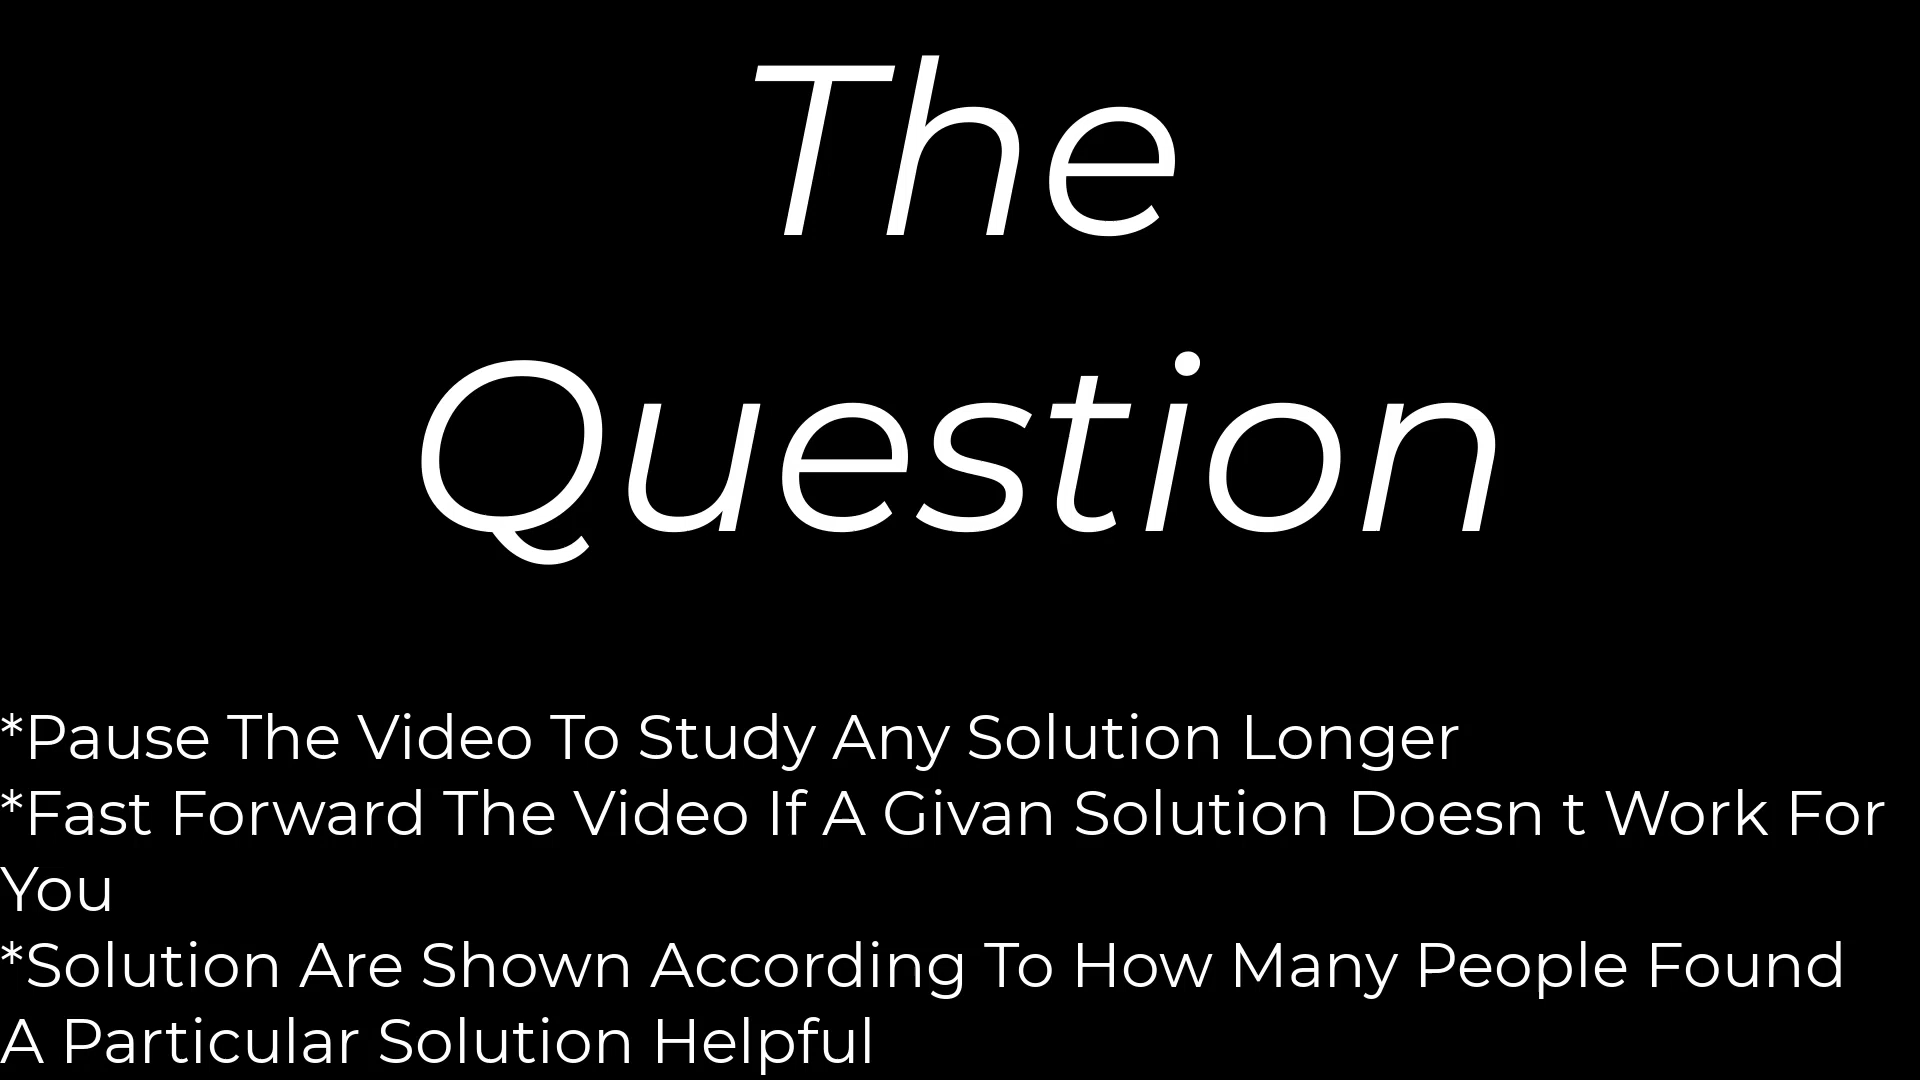 The
Question
*Pause The Video To Study Any Solution Longer
*Fast Forward The Video If A Givan Solution Doesn t Work For
You
*Solution Are Shown According To How Many People Found
A Particular Solution Helpful